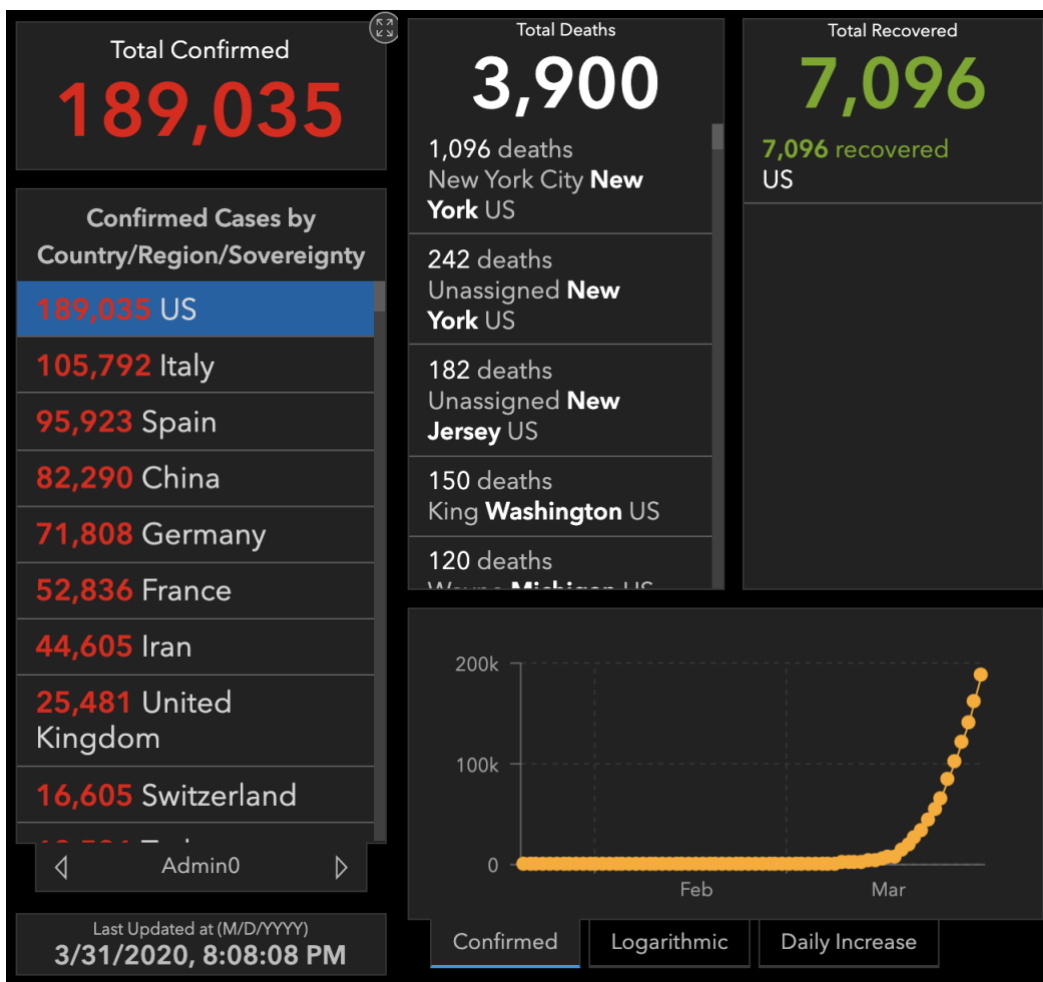 Total Confirmed
189,035
Confirmed Cases by
Country/Region/Sovereignty
189,035 US
105,792 Italy
95,923 Spain
82,290 China
71,808 Germany
52,836 France
44,605 Iran
25,481 United
Kingdom
16,605 Switzerland
Admin0
Last Updated at (M/D/YYYY)
3/31/2020, 8:08:08 PM
Total Deaths
3,900
1,096 deaths
New York City New
York US
242 deaths
Unassigned New
York US
182 deaths
Unassigned New
Jersey US
150 deaths
King Washington US
120 deaths
Wayne Michigan US
Total Recovered
7,096
7,096 recovered
US
200k
100k
0
Feb
Mar
Confirmed
Logarithmic
Daily Increase